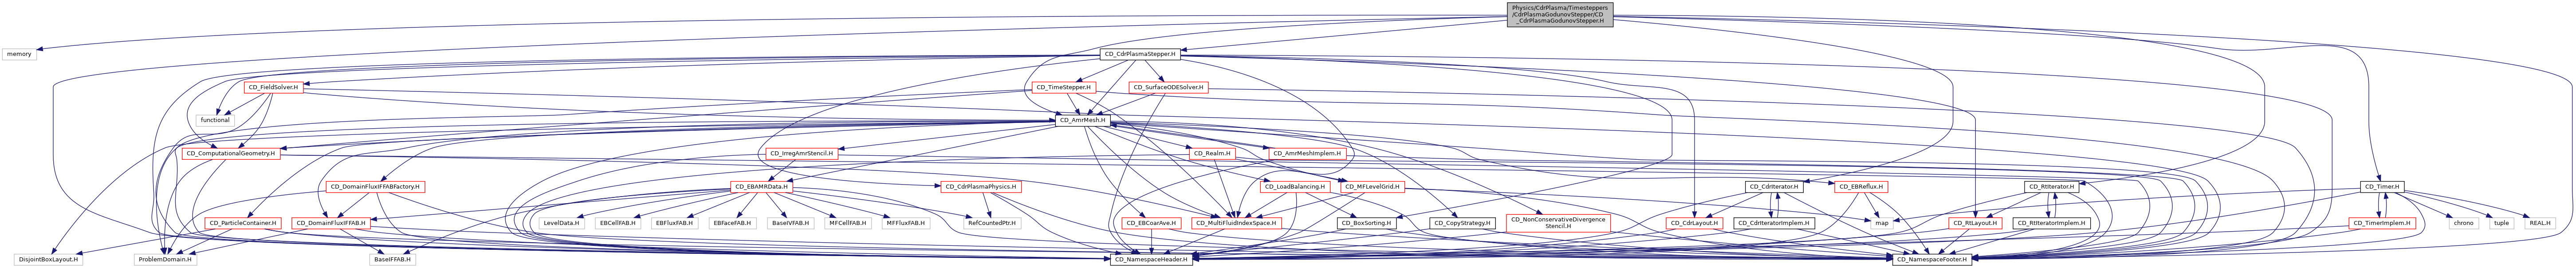 Physics/CdrPlasma/Timesteppers
/CdrPlasmaGodunovStepper/CD
_CdrPlasmaGodunovStepper.H
memory
CD_CdrPlasmaStepper.H
CD_FieldSolver.H
CD_TimeStepper.H
CD_SurfaceODESolver.H
functional
CD_AmrMesh.H
CD_ComputationalGeometry.H
CD_IrregAmrStencil.H
CD_Realm.H
CD_AmrMeshImplem.H
CD_DomainFluxIFFABFactory.H
CD_EBAMRData.H
CD_CdrPlasmaPhysics.H
CD_LoadBalancing.H
CD_MFLevelGrid.H
CD_CdrIterator.H
CD_EBReflux.H
CD_RtIterator.H
CD_Timer.H
CD_ParticleContainer.H
CD_DomainFluxIFFAB.H
LevelData.H
EBCellFAB.H
EBFluxFAB.H
EBFaceFAB.H
BaseIVFAB.H
MFCellFAB.H
MFFluxFAB.H
RefCountedPtr.H
CD_EBCoarAve.H
CD_MultiFluidIndexSpace.H
CD_BoxSorting.H
CD_CopyStrategy.H
CD_NonConservativeDivergence
Stencil.H
CD_CdrLayout.H
CD_CdrIteratorImplem.H
map
CD_RtLayout.H
CD_RtIteratorImplem.H
CD_TimerImplem.H
chrono
tuple
REAL.H
DisjointBoxLayout.H
ProblemDomain.H
BaseIFFAB.H
CD_NamespaceHeader.H
CD_NamespaceFooter.H